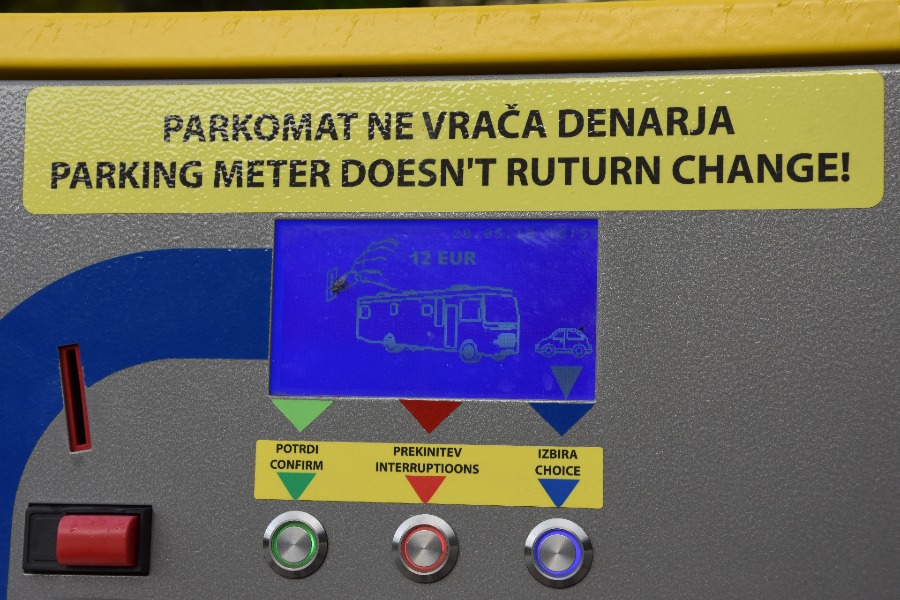 PARKOMAT NE VRAČA DENARJA
PARKING METER DOESN'T RUTURN CHANGE!
12 EUR
POTRDI
CONFIRM
PREKINITEV
INTERRUPTIOONS
IZBIRA
CHOICE